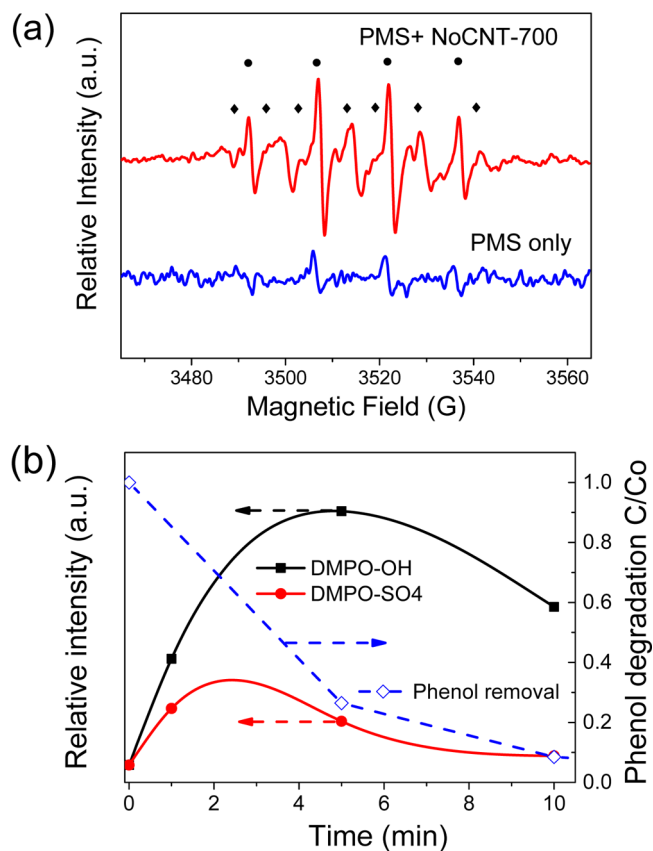 (a)
PMS+ NoCNT-700
PMS only
Relative Intensity (a.u.)
3480 3500 3520 3540 3560
Magnetic Field (G)
(b)
DMPO-OH
DMPO-SO4
Phenol removal
Relative intensity (a.u.)
Phenol degradation C/Co
1.0
0.8
0.6
0.4
0.2
0.0
0 2 4 6 8 10
Time (min)